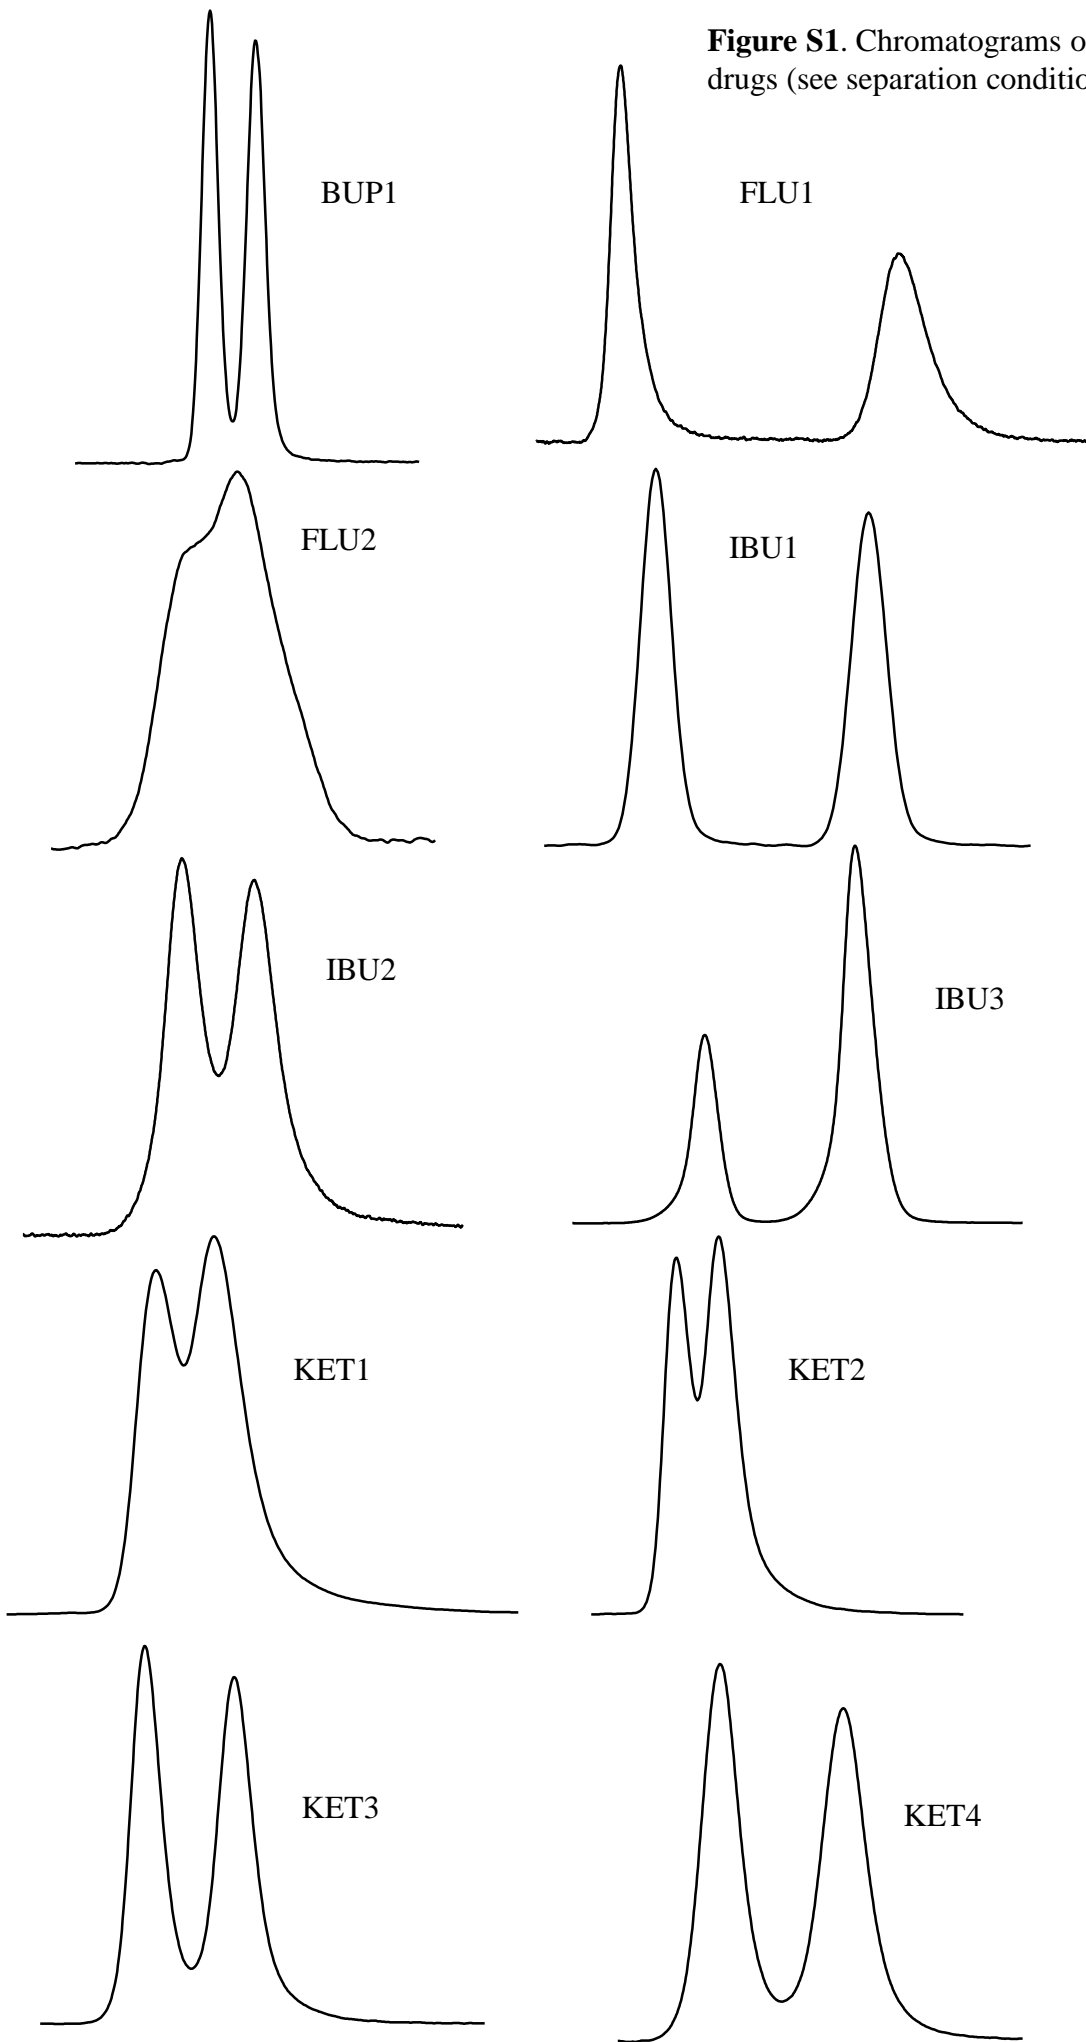 Figure S1. Chromatograms o
drugs (see separation conditio
BUP1
FLU1
FLU2
IBU1
IBU2
IBU3
KET1
KET2
KET3
KET4